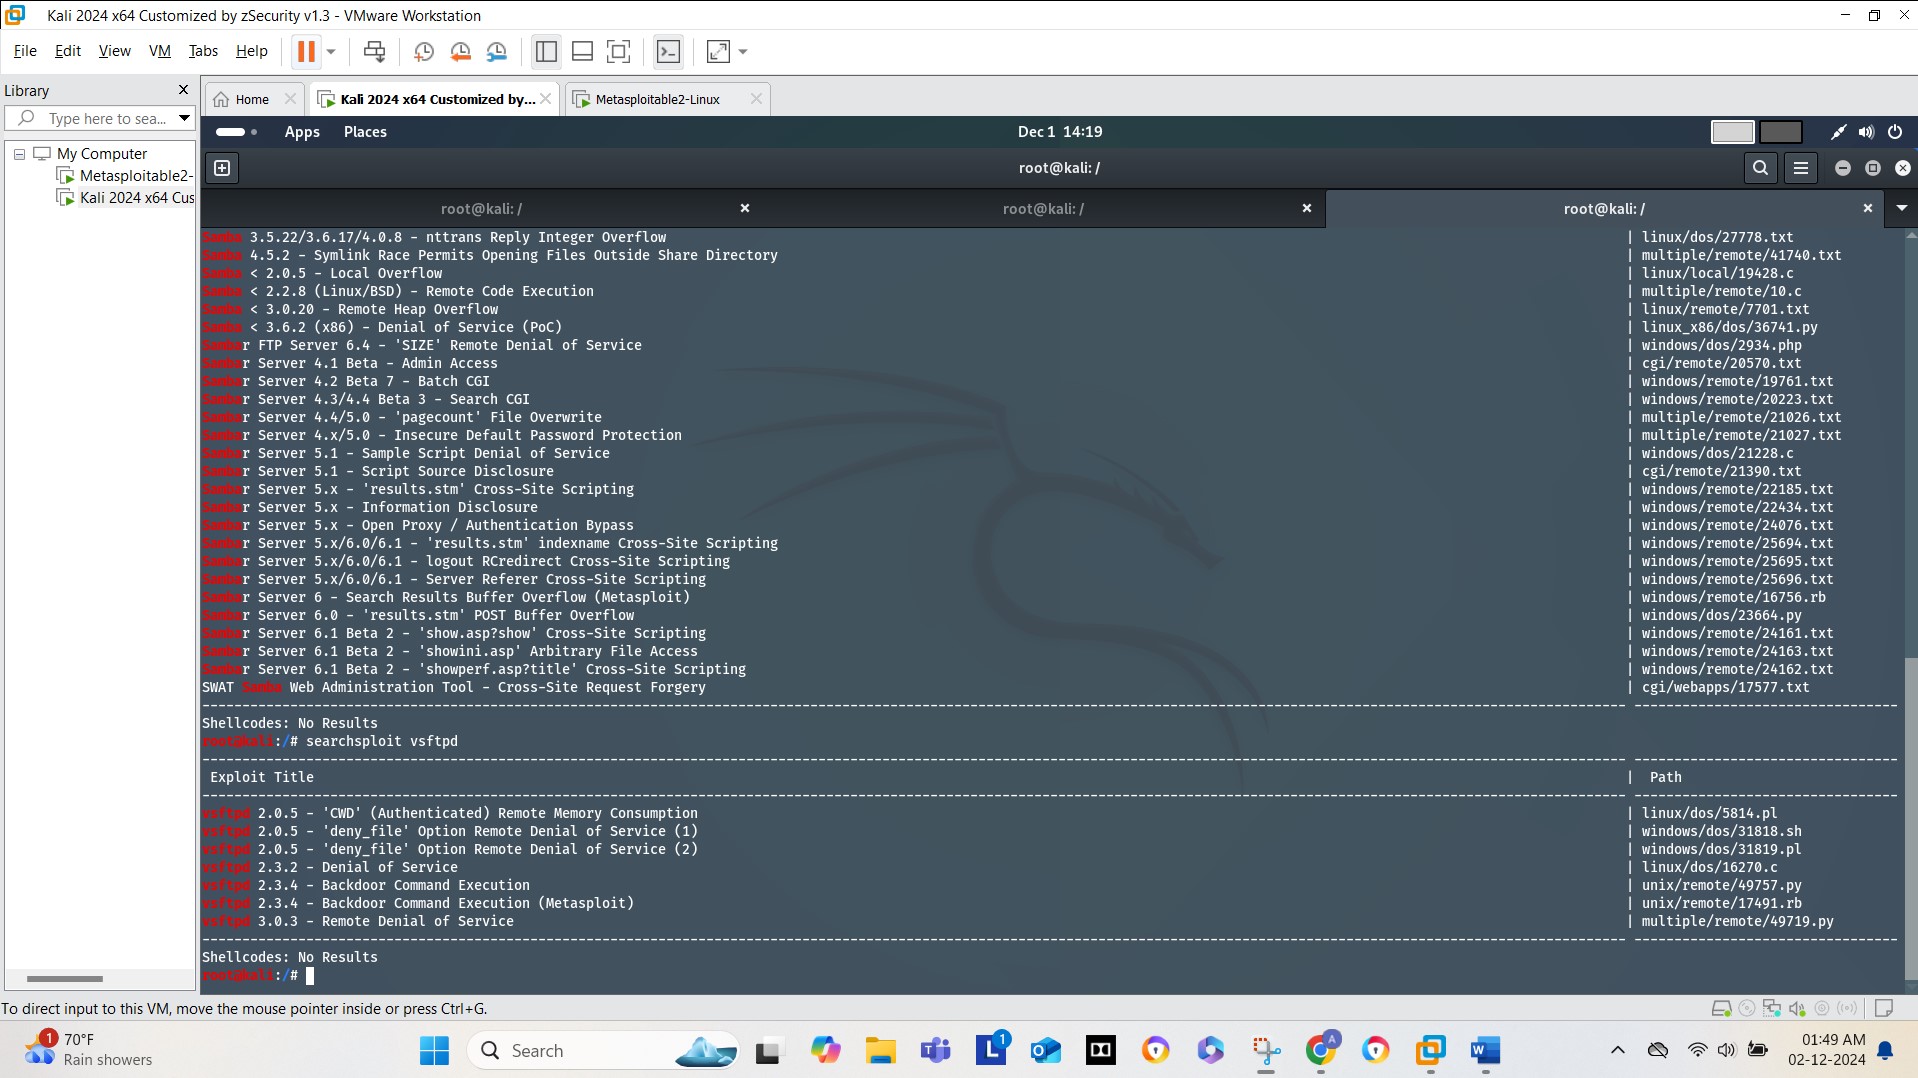 Kali 2024 x64 Customized by zSecurity v1.3 - VMware Workstation
File Edit View VM Tabs Help
Library
Type here to sea...
My Computer
Metasploitable2-
Kali 2024 x64 Cus
Home
Kali 2024 x64 Customized by...
Metasploitable2-Linux
Apps Places Dec 1 14:19
root@kali: /
root@kali: / root@kali: / root@kali: /
Samba 3.5.22/3.6.17/4.0.8 - nttrans Reply Integer Overflow | linux/dos/27778.txt
Samba 4.5.2 - Symlink Race Permits Opening Files Outside Share Directory | multiple/remote/41740.txt
Samba < 2.0.5 - Local Overflow | linux/local/19428.c
Samba < 2.2.8 (Linux/BSD) - Remote Code Execution | multiple/remote/10.c
Samba < 3.0.20 - Remote Heap Overflow | linux/remote/7701.txt
Samba < 3.6.2 (x86) - Denial of Service (PoC) | linux_x86/dos/36741.py
Sambar FTP Server 6.4 - 'SIZE' Remote Denial of Service | windows/dos/2934.php
Sambar Server 4.1 Beta - Admin Access | cgi/remote/20570.txt
Sambar Server 4.2 Beta 7 - Batch CGI | windows/remote/19761.txt
Sambar Server 4.3/4.4 Beta 3 - Search CGI | windows/remote/20223.txt
Sambar Server 4.4/5.0 - 'pagecount' File Overwrite | multiple/remote/21026.txt
Sambar Server 4.x/5.0 - Insecure Default Password Protection | multiple/remote/21027.txt
Sambar Server 5.1 - Sample Script Denial of Service | windows/dos/21228.c
Sambar Server 5.1 - Script Source Disclosure | cgi/remote/21390.txt
Sambar Server 5.x - 'results.stm' Cross-Site Scripting | windows/remote/22185.txt
Sambar Server 5.x - Information Disclosure | windows/remote/22434.txt
Sambar Server 5.x - Open Proxy / Authentication Bypass | windows/remote/24076.txt
Sambar Server 5.x/6.0/6.1 - 'results.stm' indexname Cross-Site Scripting | windows/remote/25694.txt
Sambar Server 5.x/6.0/6.1 - logout RCredirect Cross-Site Scripting | windows/remote/25695.txt
Sambar Server 5.x/6.0/6.1 - Server Referer Cross-Site Scripting | windows/remote/25696.txt
Sambar Server 6 - Search Results Buffer Overflow (Metasploit) | windows/remote/16756.rb
Sambar Server 6.0 - 'results.stm' POST Buffer Overflow | windows/dos/23664.py
Sambar Server 6.1 Beta 2 - 'show.asp?show' Cross-Site Scripting | windows/remote/24161.txt
Sambar Server 6.1 Beta 2 - 'showini.asp' Arbitrary File Access | windows/remote/24163.txt
Sambar Server 6.1 Beta 2 - 'showperf.asp?title' Cross-Site Scripting | windows/remote/24162.txt
SWAT Samba Web Administration Tool - Cross-Site Request Forgery | cgi/webapps/17577.txt
Shellcodes: No Results
root@kali:/# searchsploit vsftpd
Exploit Title | Path
vsftpd 2.0.5 - 'CWD' (Authenticated) Remote Memory Consumption | linux/dos/5814.pl
vsftpd 2.0.5 - 'deny_file' Option Remote Denial of Service (1) | windows/dos/31818.sh
vsftpd 2.0.5 - 'deny_file' Option Remote Denial of Service (2) | windows/dos/31819.pl
vsftpd 2.3.2 - Denial of Service | linux/dos/16270.c
vsftpd 2.3.4 - Backdoor Command Execution | unix/remote/49757.py
vsftpd 2.3.4 - Backdoor Command Execution (Metasploit) | unix/remote/17491.rb
vsftpd 3.0.3 - Remote Denial of Service | multiple/remote/49719.py
Shellcodes: No Results
root@kali:/#
To direct input to this VM, move the mouse pointer inside or press Ctrl+G.
1
70°F
Rain showers
Search
1
A
01:49 AM
02-12-2024